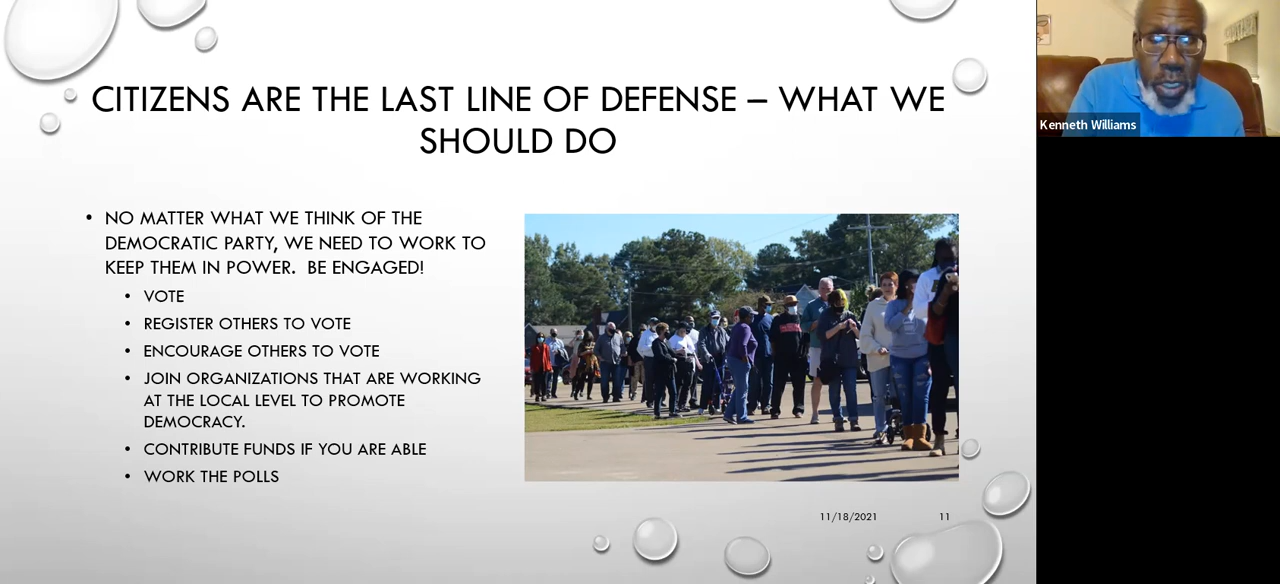 CITIZENS ARE THE LAST LINE OF DEFENSE – WHAT WE
SHOULD DO
• NO MATTER WHAT WE THINK OF THE
DEMOCRATIC PARTY, WE NEED TO WORK TO
KEEP THEM IN POWER. BE ENGAGED!
• VOTE
• REGISTER OTHERS TO VOTE
• ENCOURAGE OTHERS TO VOTE
• JOIN ORGANIZATIONS THAT ARE WORKING
AT THE LOCAL LEVEL TO PROMOTE
DEMOCRACY.
• CONTRIBUTE FUNDS IF YOU ARE ABLE
• WORK THE POLLS
11/18/2021 11
Kenneth Williams